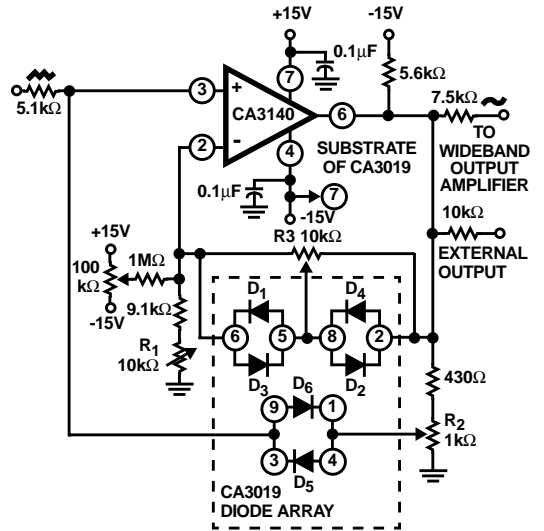 +15V
-15V
0.1μF
7
5.6kΩ
5.1kΩ
3
+
CA3140
6
7.5kΩ
2
-
4
SUBSTRATE
OF CA3019
TO
WIDEBAND
OUTPUT
AMPLIFIER
0.1μF
7
-15V
10kΩ
EXTERNAL
OUTPUT
+15V
R3 10kΩ
1MΩ
100
kΩ
-15V
9.1kΩ
D1
D4
6
5
8
2
R1
10kΩ
D3
D2
430Ω
D6
9
1
R2
1kΩ
3
4
D5
CA3019
DIODE ARRAY